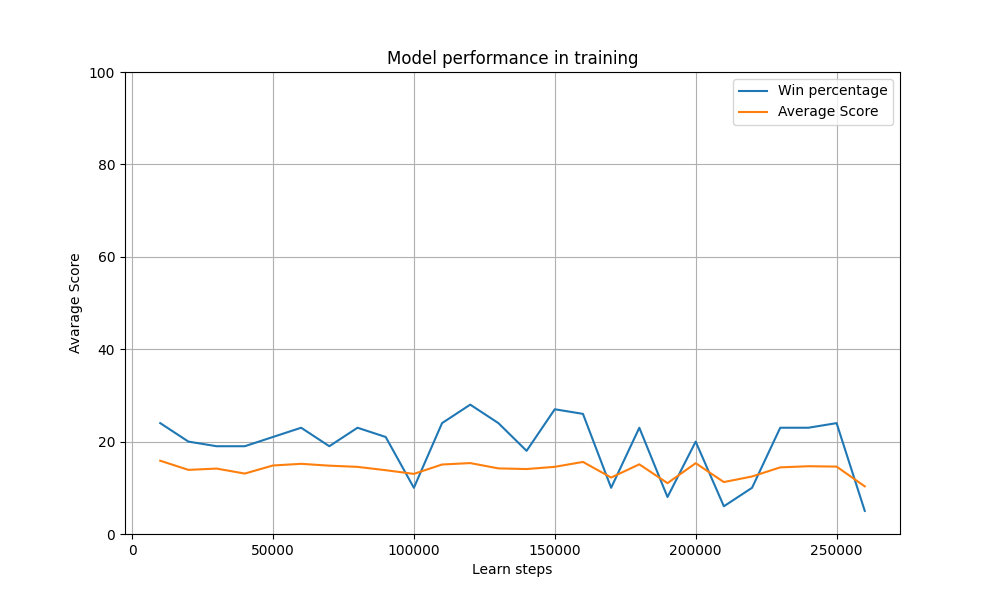 Model performance in training
Win percentage
Average Score
100
80
60
40
20
0
Avarage Score
0 50000 100000 150000 200000 250000
Learn steps